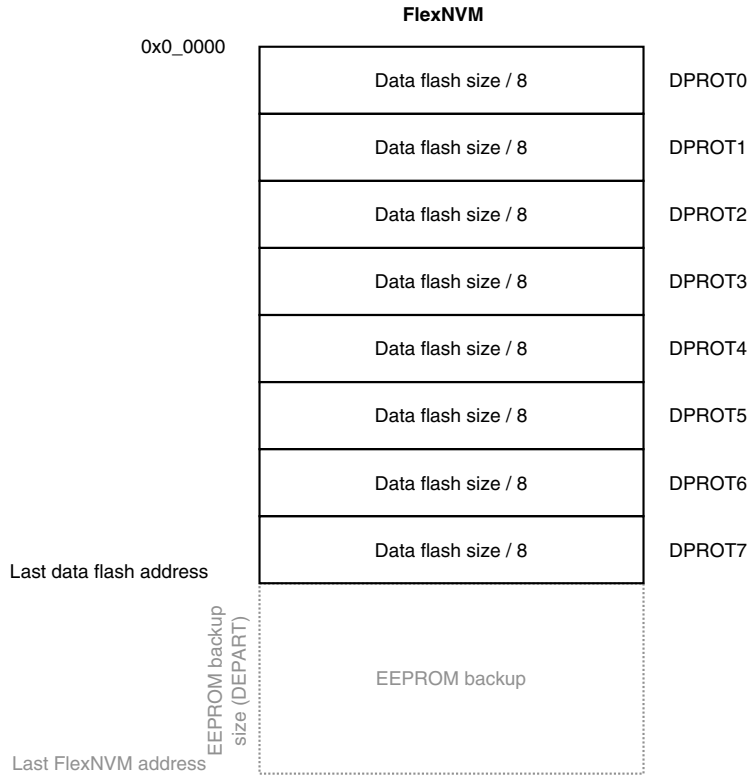 FlexNVM
0x0_0000
Data flash size / 8 DPROT0
Data flash size / 8 DPROT1
Data flash size / 8 DPROT2
Data flash size / 8 DPROT3
Data flash size / 8 DPROT4
Data flash size / 8 DPROT5
Data flash size / 8 DPROT6
Data flash size / 8 DPROT7
Last data flash address
EEPROM backup
size (DEPART)
EEPROM backup
Last FlexNVM address